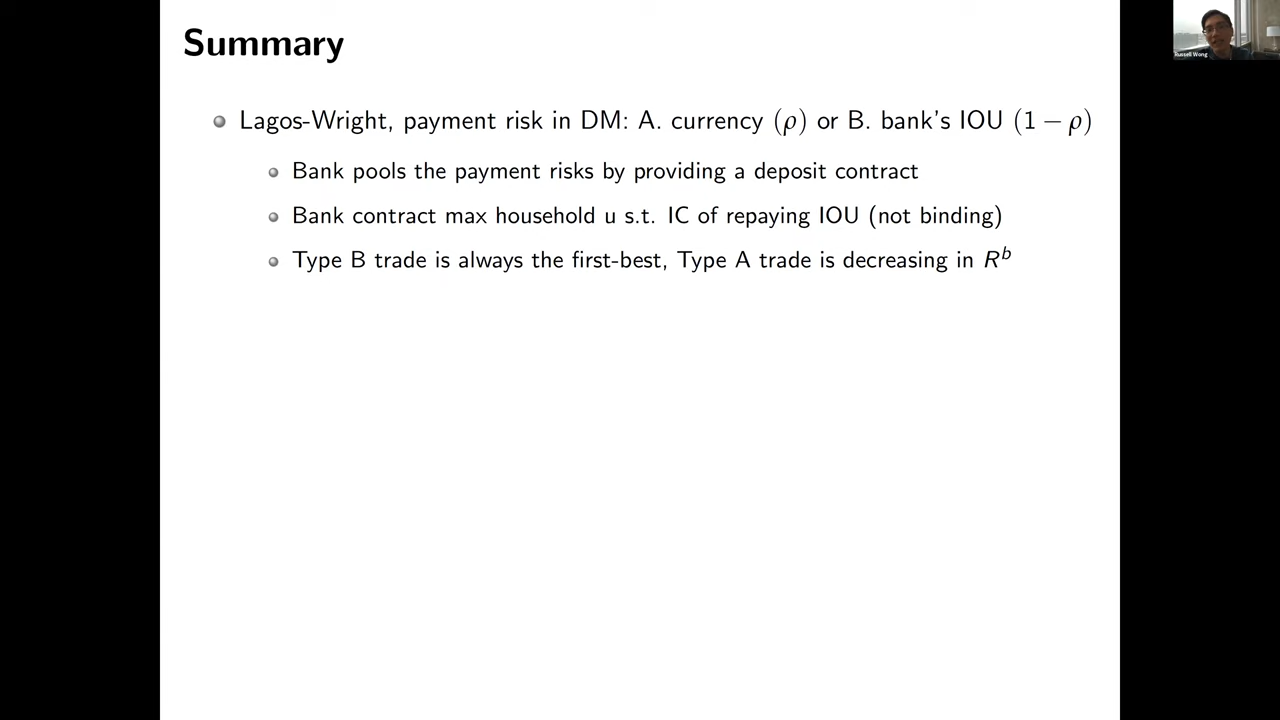 Summary
Lagos-Wright, payment risk in DM: A. currency (ρ) or B. bank's IOU (1 − ρ)
Bank pools the payment risks by providing a deposit contract
Bank contract max household u s.t. IC of repaying IOU (not binding)
Type B trade is always the first-best, Type A trade is decreasing in R^b
Russell Wong